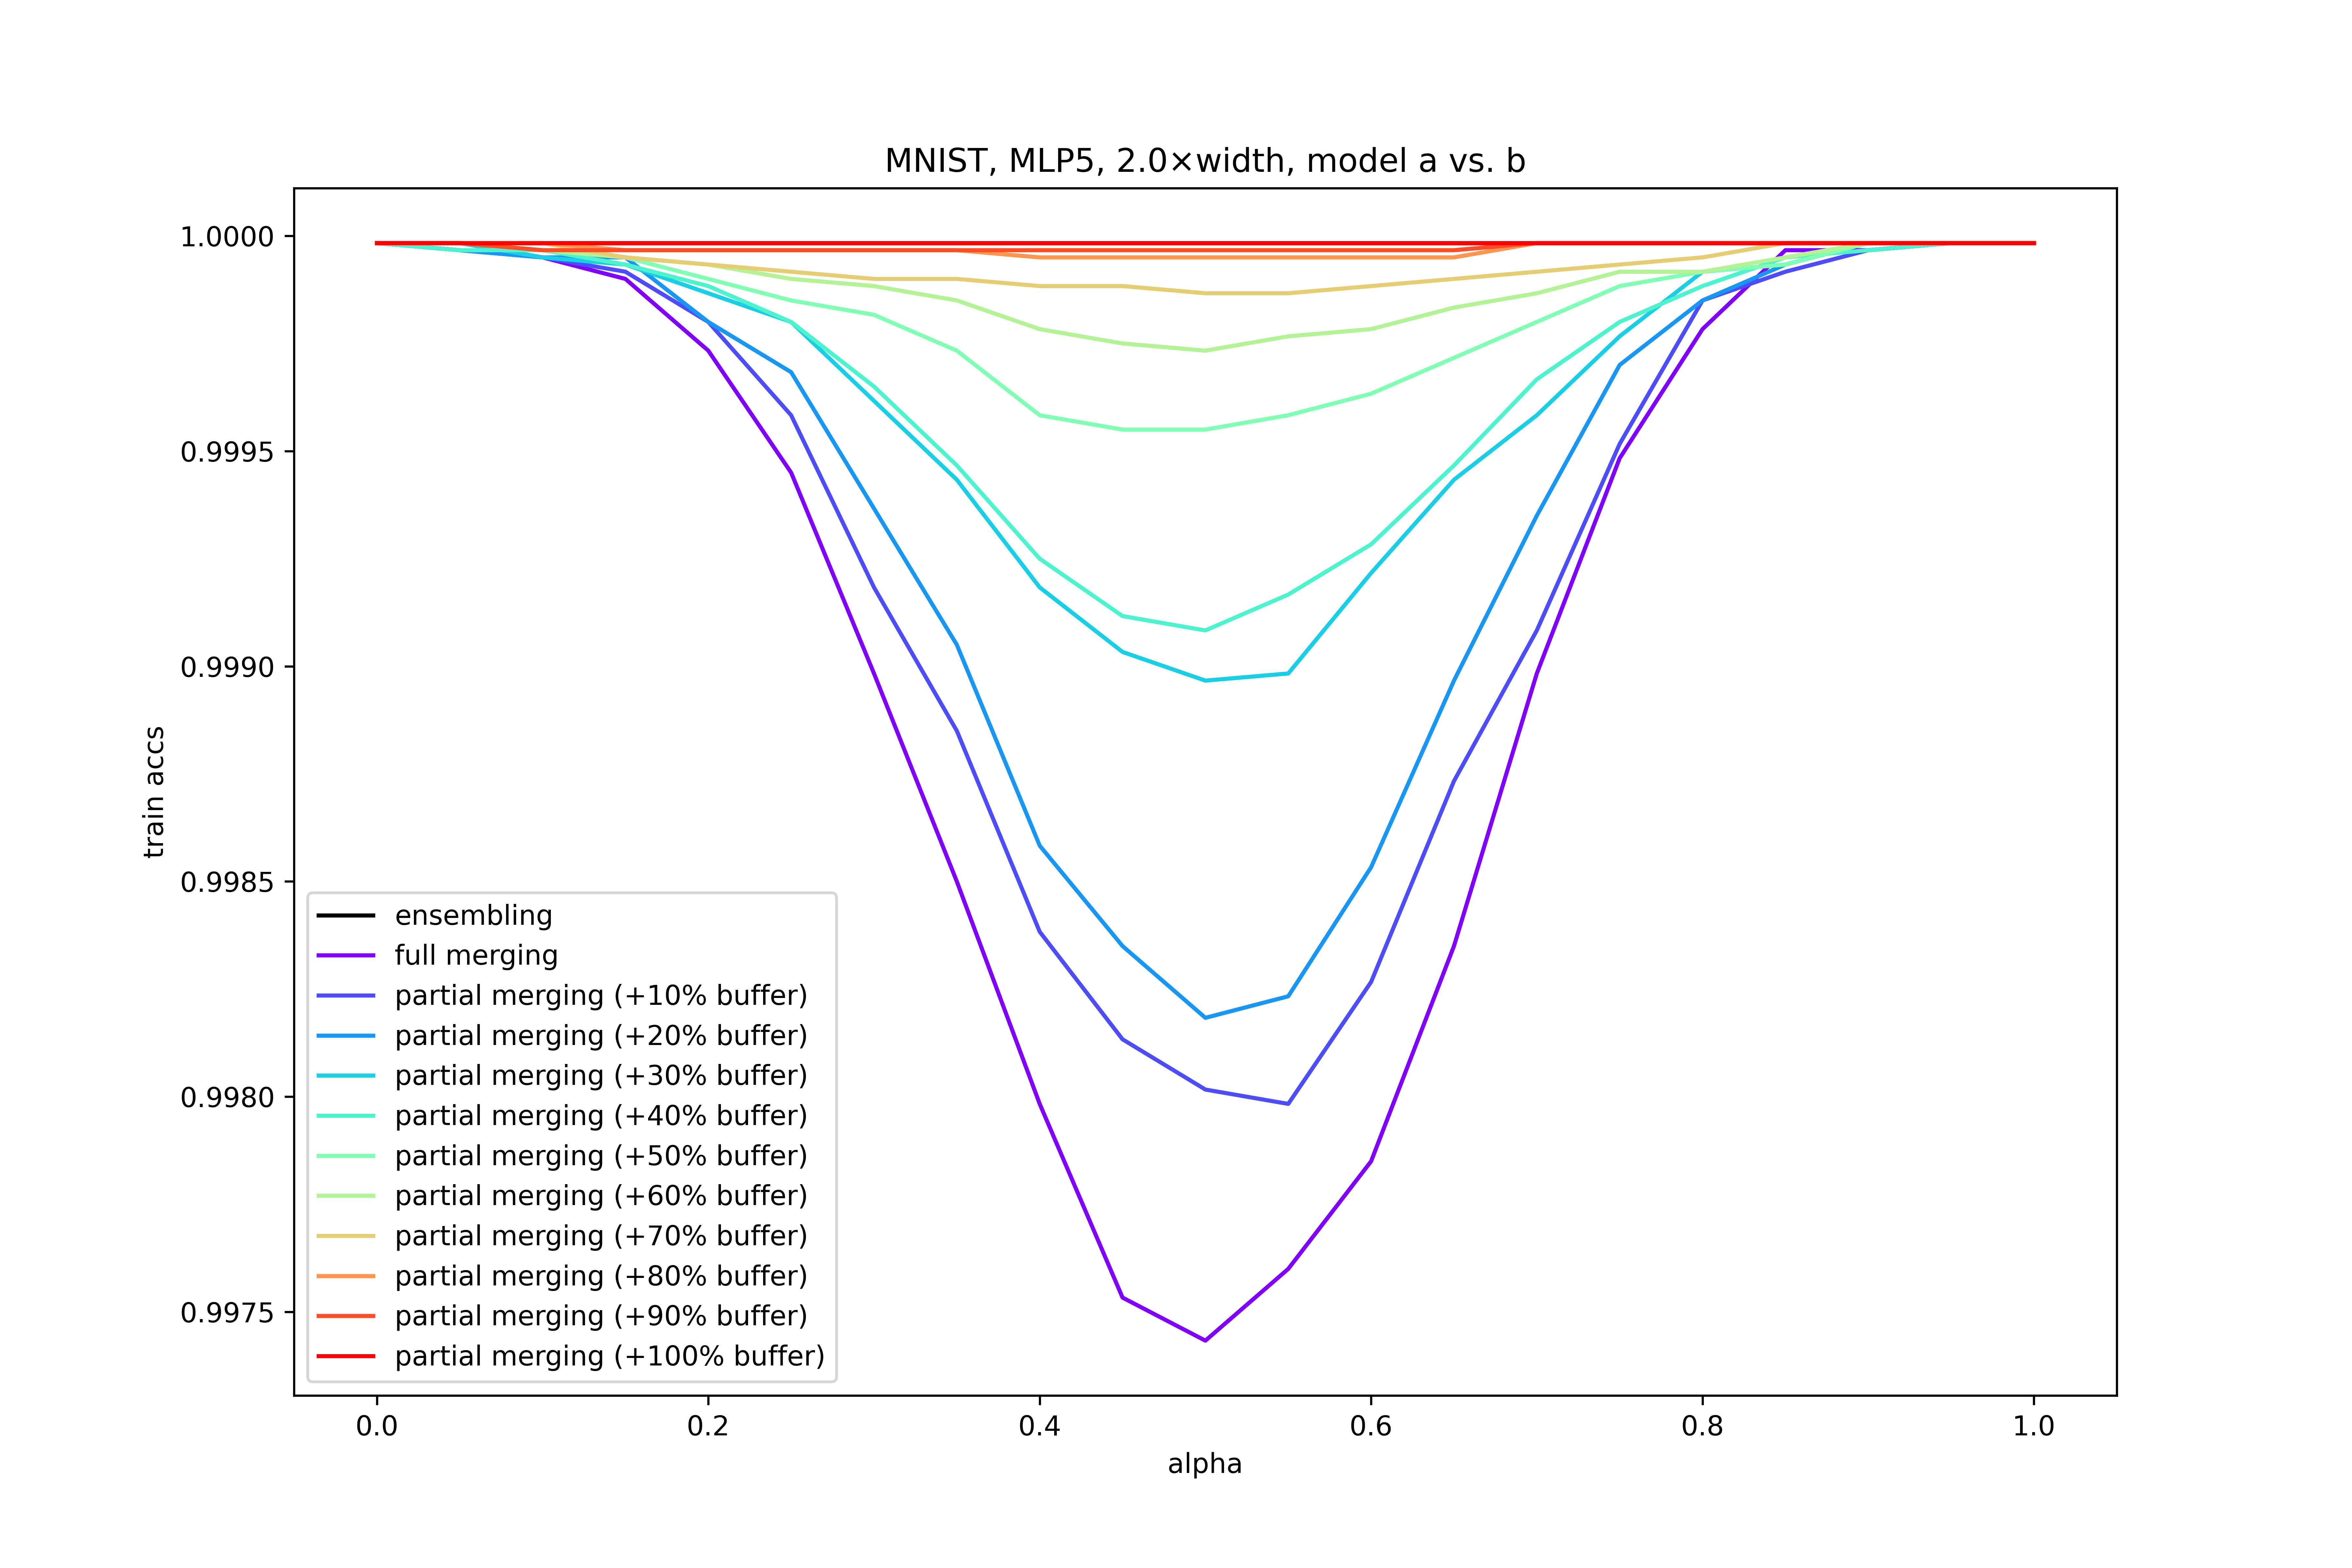 MNIST, MLP5, 2.0×width, model a vs. b
1.0000
0.9995
0.9990
0.9985
0.9980
0.9975
train accs
ensembling
full merging
partial merging (+10% buffer)
partial merging (+20% buffer)
partial merging (+30% buffer)
partial merging (+40% buffer)
partial merging (+50% buffer)
partial merging (+60% buffer)
partial merging (+70% buffer)
partial merging (+80% buffer)
partial merging (+90% buffer)
partial merging (+100% buffer)
0.0 0.2 0.4 0.6 0.8 1.0
alpha